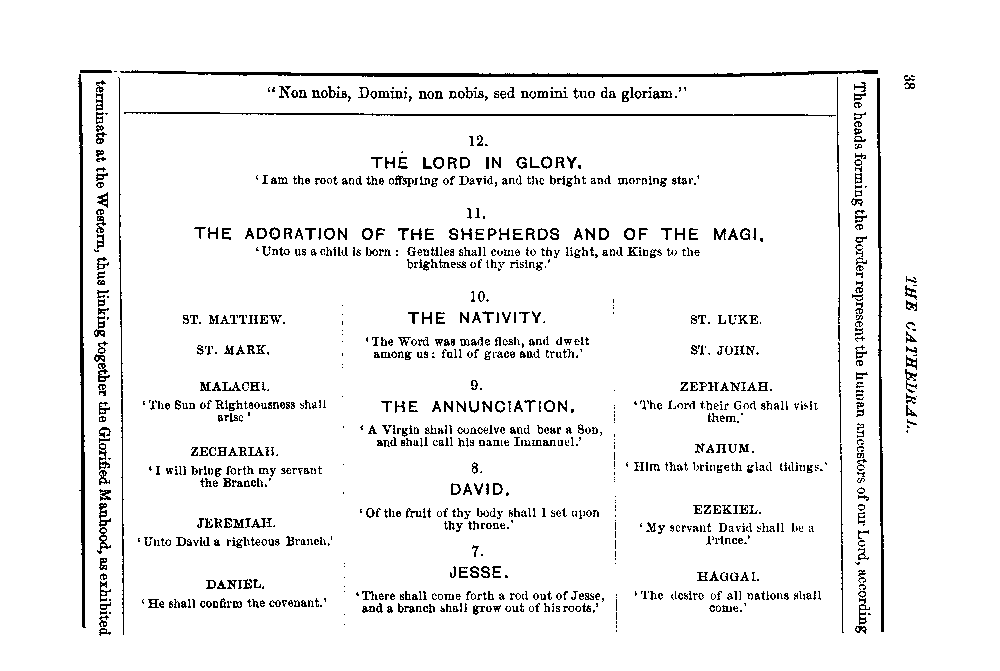 38
THE CATHEDRAL.
"Non nobis, Domini, non nobis, sed nomini tuo da gloriam."
12.
THE LORD IN GLORY.
'I am the root and the offspring of David, and the bright and morning star.'
11.
THE ADORATION OF THE SHEPHERDS AND OF THE MAGI.
'Unto us a child is born : Gentiles shall come to thy light, and Kings to the
brightness of thy rising.'
10.
THE NATIVITY.
'The Word was made flesh, and dwelt
among us: full of grace and truth.'
9.
THE ANNUNCIATION.
'A Virgin shall conceive and bear a Son,
and shall call his name Immanuel.'
8.
DAVID.
'Of the fruit of thy body shall I set upon
thy throne.'
7.
JESSE.
'There shall come forth a rod out of Jesse,
and a branch shall grow out of his roots.'
ST. MATTHEW.
ST. MARK.
MALACHI.
'The Sun of Righteousness shall
arise'
ZECHARIAH.
'I will bring forth my servant
the Branch.'
JEREMIAH.
'Unto David a righteous Branch.'
DANIEL.
'He shall confirm the covenant.'
ST. LUKE.
ST. JOHN.
ZEPHANIAH.
'The Lord their God shall visit
them.'
NAHUM.
'Him that bringeth glad tidings.'
EZEKIEL.
'My servant David shall be a
Prince.'
HAGGAI.
'The desire of all nations shall
come.'
The heads forming the border represent the human ancestors of our Lord, according
terminate at the Western, thus linking together the Glorified Manhood, as exhibited